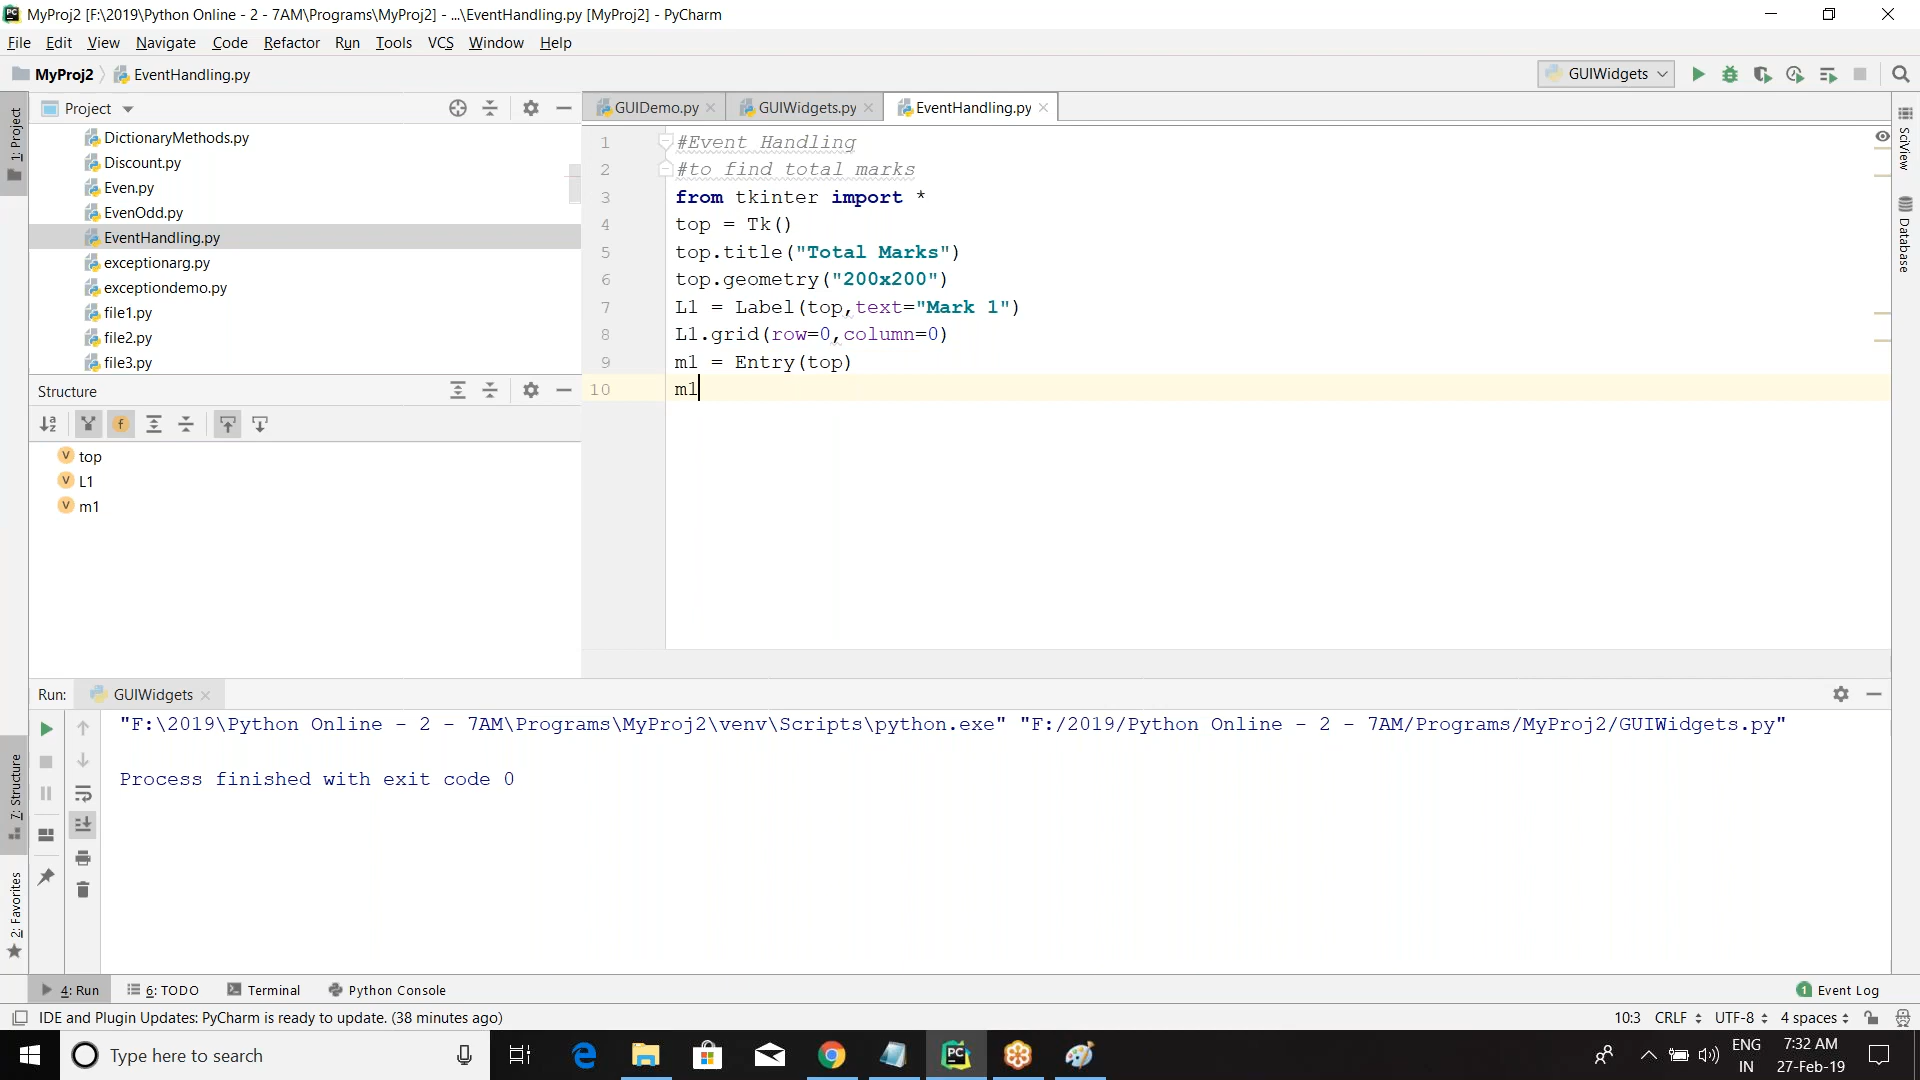 MyProj2 [F:\2019\Python Online - 2 - 7AM\Programs\MyProj2] - ...\EventHandling.py [MyProj2] - PyCharm
File Edit View Navigate Code Refactor Run Tools VCS Window Help
MyProj2 EventHandling.py
GUIWidgets
1: Project
Project
GUIDemo.py
GUIWidgets.py
EventHandling.py
DictionaryMethods.py
Discount.py
Even.py
EvenOdd.py
EventHandling.py
exceptionarg.py
exceptiondemo.py
file1.py
file2.py
file3.py
1 #Event Handling
2 #to find total marks
3 from tkinter import *
4 top = Tk()
5 top.title("Total Marks")
6 top.geometry("200x200")
7 L1 = Label(top,text="Mark 1")
8 L1.grid(row=0,column=0)
9 m1 = Entry(top)
10 m1
SciView
Database
Structure
top
L1
m1
7: Structure
2: Favorites
Run: GUIWidgets
"F:\2019\Python Online - 2 - 7AM\Programs\MyProj2\venv\Scripts\python.exe" "F:/2019/Python Online - 2 - 7AM/Programs/MyProj2/GUIWidgets.py"
Process finished with exit code 0
4: Run 6: TODO Terminal Python Console
1 Event Log
IDE and Plugin Updates: PyCharm is ready to update. (38 minutes ago)
10:3 CRLF UTF-8 4 spaces
Type here to search
ENG
IN
7:32 AM
27-Feb-19